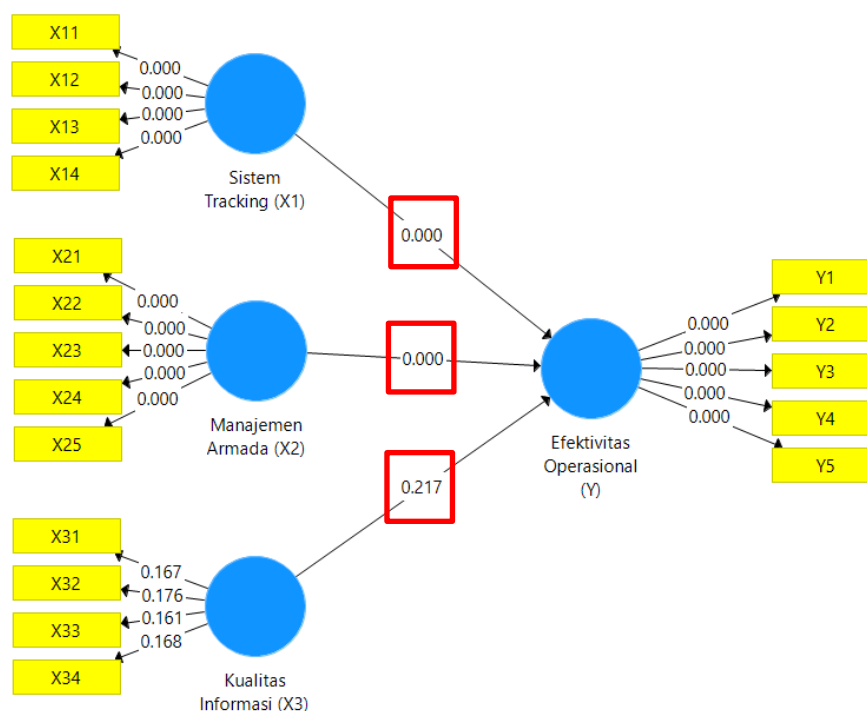 X11
X12
X13
X14
0.000
0.000
0.000
0.000
Sistem
Tracking (X1)
0.000
X21
X22
X23
X24
X25
0.000
0.000
0.000
0.000
0.000
Manajemen
Armada (X2)
0.000
X31
X32
X33
X34
0.167
0.176
0.161
0.168
Kualitas
Informasi (X3)
0.217
Efektivitas
Operasional
(Y)
0.000
0.000
0.000
0.000
0.000
Y1
Y2
Y3
Y4
Y5